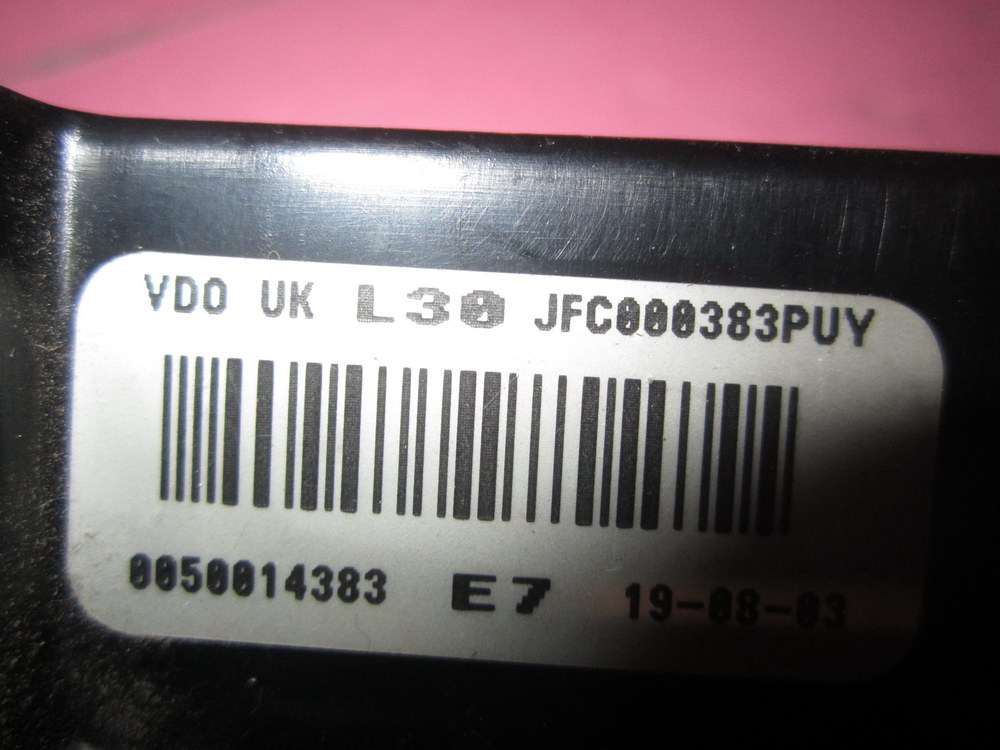 VDO UK L30 JFC000383PUY
0050014383 E7 19-08-03